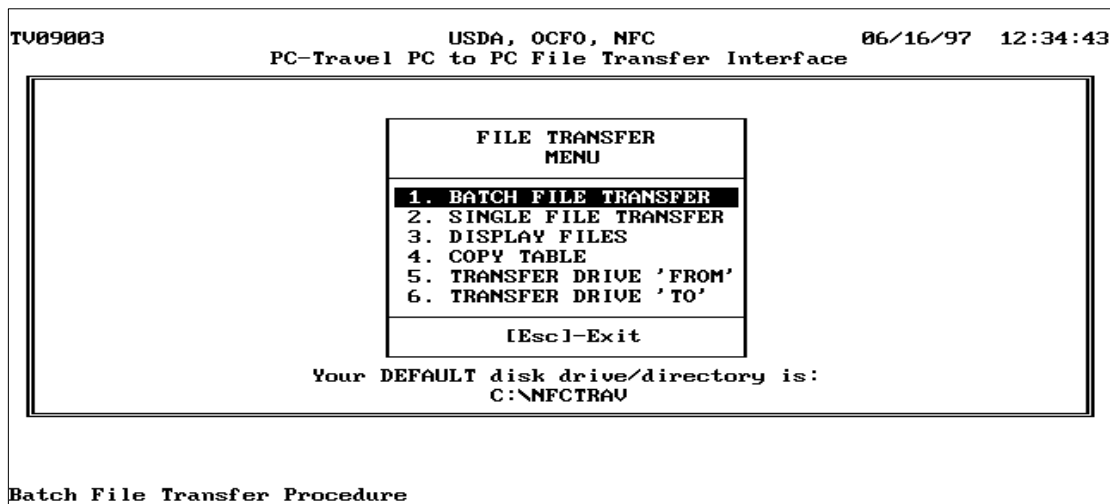 TV09003 USDA, OCFO, NFC 06/16/97 12:34:43
PC-Travel PC to PC File Transfer Interface
FILE TRANSFER
MENU
1. BATCH FILE TRANSFER
2. SINGLE FILE TRANSFER
3. DISPLAY FILES
4. COPY TABLE
5. TRANSFER DRIVE 'FROM'
6. TRANSFER DRIVE 'TO'
[Esc]-Exit
Your DEFAULT disk drive/directory is:
C:\NFCTRAV
Batch File Transfer Procedure